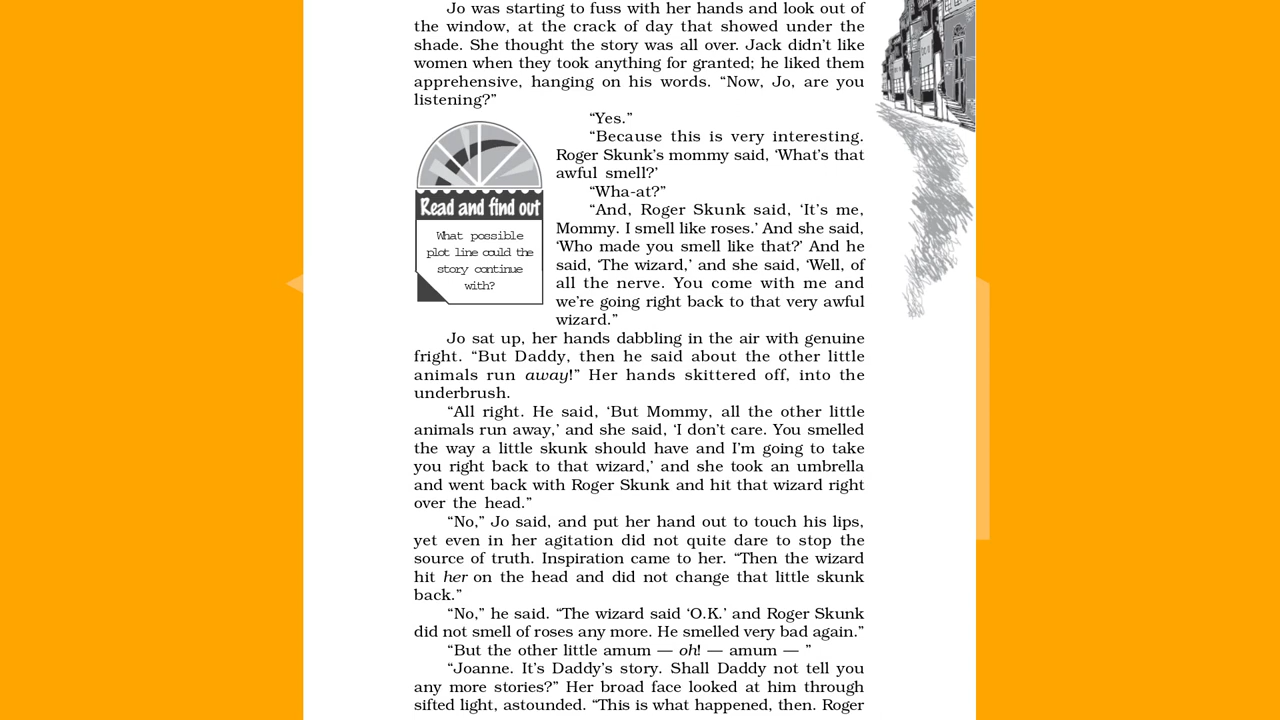 Jo was starting to fuss with her hands and look out of
the window, at the crack of day that showed under the
shade. She thought the story was all over. Jack didn’t like
women when they took anything for granted; he liked them
apprehensive, hanging on his words. “Now, Jo, are you
listening?”
“Yes.”
“Because this is very interesting.
Roger Skunk’s mommy said, ‘What’s that
awful smell?’
“Wha-at?”
“And, Roger Skunk said, ‘It’s me,
Mommy. I smell like roses.’ And she said,
‘Who made you smell like that?’ And he
said, ‘The wizard,’ and she said, ‘Well, of
all the nerve. You come with me and
we’re going right back to that very awful
wizard.”
Read and find out
What possible
plot line could the
story continue
with?
Jo sat up, her hands dabbling in the air with genuine
fright. “But Daddy, then he said about the other little
animals run away!” Her hands skittered off, into the
underbrush.
“All right. He said, ‘But Mommy, all the other little
animals run away,’ and she said, ‘I don’t care. You smelled
the way a little skunk should have and I’m going to take
you right back to that wizard,’ and she took an umbrella
and went back with Roger Skunk and hit that wizard right
over the head.”
“No,” Jo said, and put her hand out to touch his lips,
yet even in her agitation did not quite dare to stop the
source of truth. Inspiration came to her. “Then the wizard
hit her on the head and did not change that little skunk
back.”
“No,” he said. “The wizard said ‘O.K.’ and Roger Skunk
did not smell of roses any more. He smelled very bad again.”
“But the other little amum — oh! — amum — ”
“Joanne. It’s Daddy’s story. Shall Daddy not tell you
any more stories?” Her broad face looked at him through
sifted light, astounded. “This is what happened, then. Roger